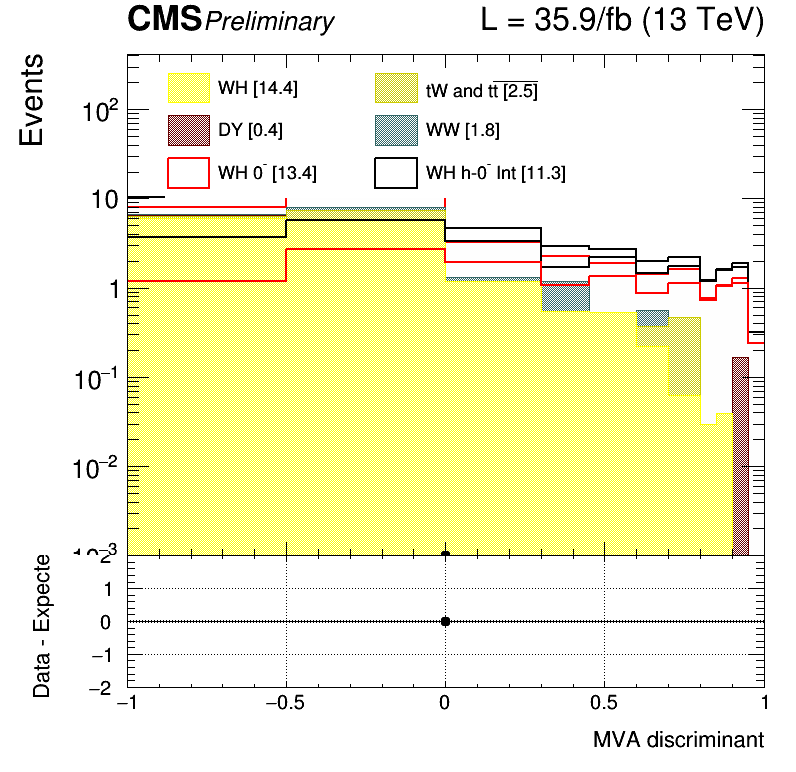 CMS Preliminary L = 35.9/fb (13 TeV)
Events
WH [14.4] tW and tt [2.5]
DY [0.4] WW [1.8]
WH 0⁻ [13.4] WH h-0⁻ Int [11.3]
10²
10
1
10⁻¹
10⁻²
10⁻³
Data - Expecte
2
1
0
−1
−2
−1 −0.5 0 0.5 1
MVA discriminant